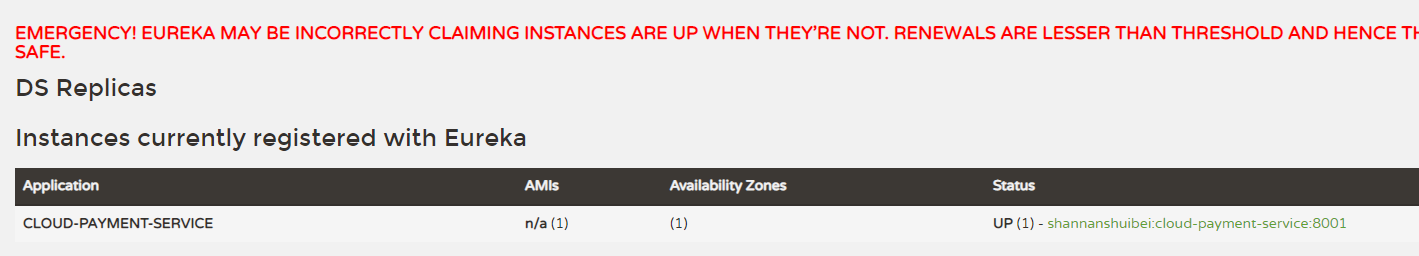 EMERGENCY! EUREKA MAY BE INCORRECTLY CLAIMING INSTANCES ARE UP WHEN THEY'RE NOT. RENEWALS ARE LESSER THAN THRESHOLD AND HENCE
SAFE.
DS Replicas
Instances currently registered with Eureka
Application AMIs Availability Zones Status
CLOUD-PAYMENT-SERVICE n/a (1) (1) UP (1) - shannanshuibei:cloud-payment-service:8001